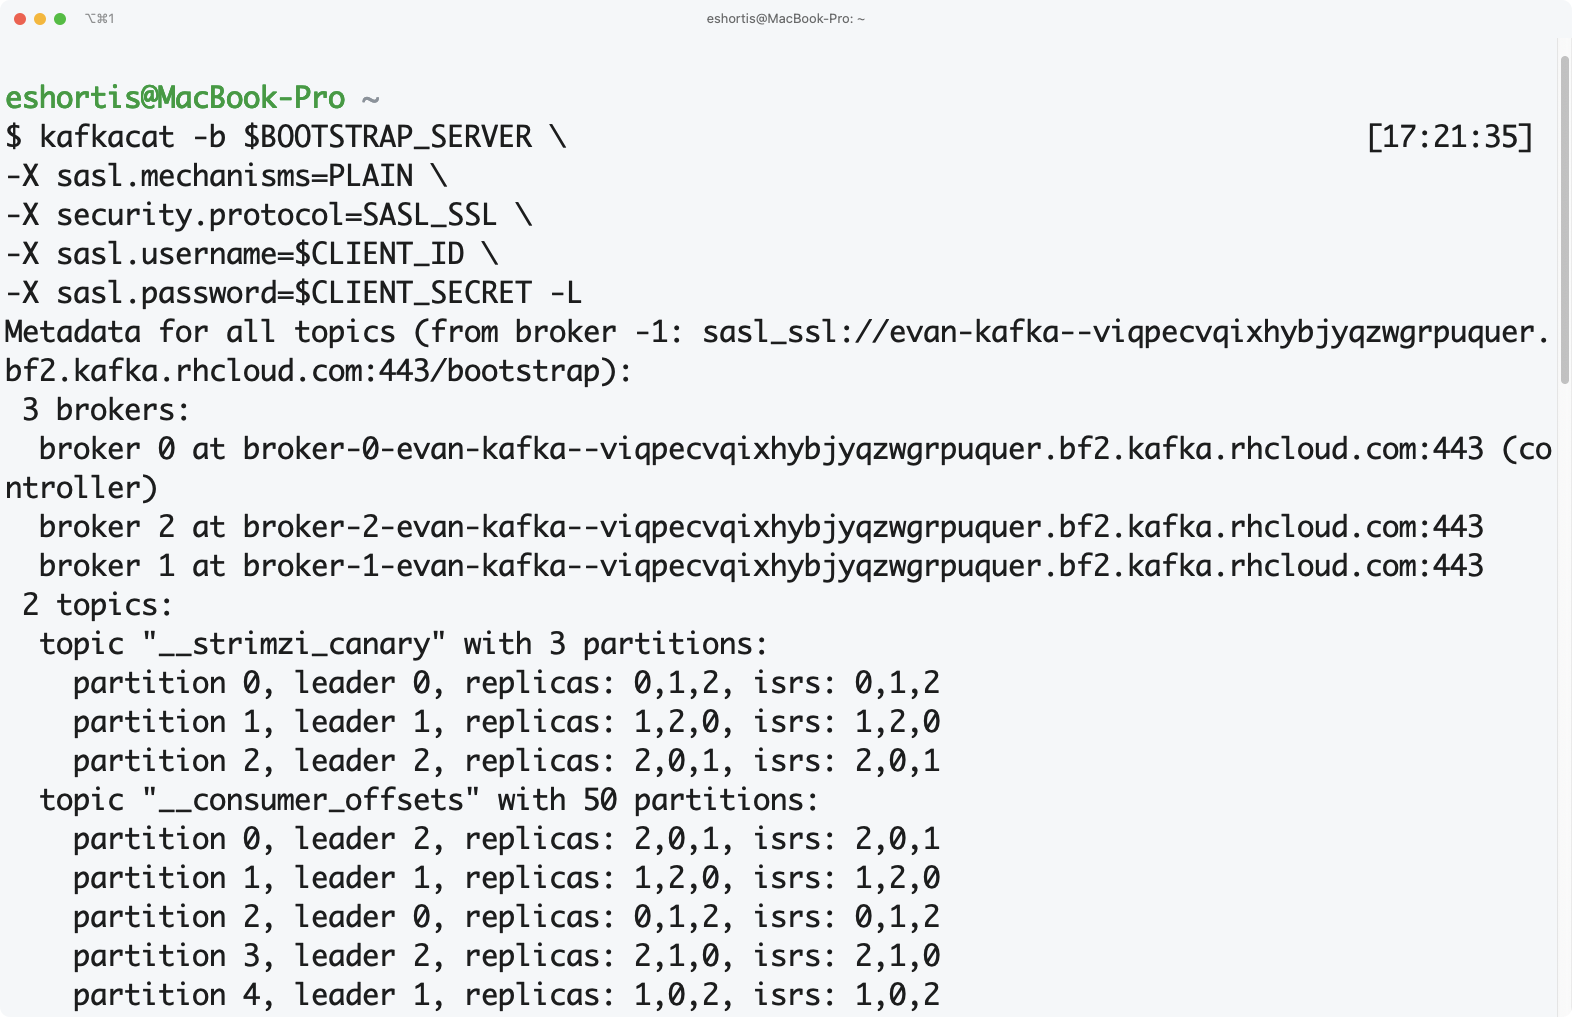 ⌥⌘1
eshortis@MacBook-Pro: ~
eshortis@MacBook-Pro ~
$ kafkacat -b $BOOTSTRAP_SERVER \ [17:21:35]
-X sasl.mechanisms=PLAIN \
-X security.protocol=SASL_SSL \
-X sasl.username=$CLIENT_ID \
-X sasl.password=$CLIENT_SECRET -L
Metadata for all topics (from broker -1: sasl_ssl://evan-kafka--viqpecvqixhybjyqzwgrpuquer.
bf2.kafka.rhcloud.com:443/bootstrap):
 3 brokers:
  broker 0 at broker-0-evan-kafka--viqpecvqixhybjyqzwgrpuquer.bf2.kafka.rhcloud.com:443 (co
ntroller)
  broker 2 at broker-2-evan-kafka--viqpecvqixhybjyqzwgrpuquer.bf2.kafka.rhcloud.com:443
  broker 1 at broker-1-evan-kafka--viqpecvqixhybjyqzwgrpuquer.bf2.kafka.rhcloud.com:443
 2 topics:
  topic "__strimzi_canary" with 3 partitions:
    partition 0, leader 0, replicas: 0,1,2, isrs: 0,1,2
    partition 1, leader 1, replicas: 1,2,0, isrs: 1,2,0
    partition 2, leader 2, replicas: 2,0,1, isrs: 2,0,1
  topic "__consumer_offsets" with 50 partitions:
    partition 0, leader 2, replicas: 2,0,1, isrs: 2,0,1
    partition 1, leader 1, replicas: 1,2,0, isrs: 1,2,0
    partition 2, leader 0, replicas: 0,1,2, isrs: 0,1,2
    partition 3, leader 2, replicas: 2,1,0, isrs: 2,1,0
    partition 4, leader 1, replicas: 1,0,2, isrs: 1,0,2